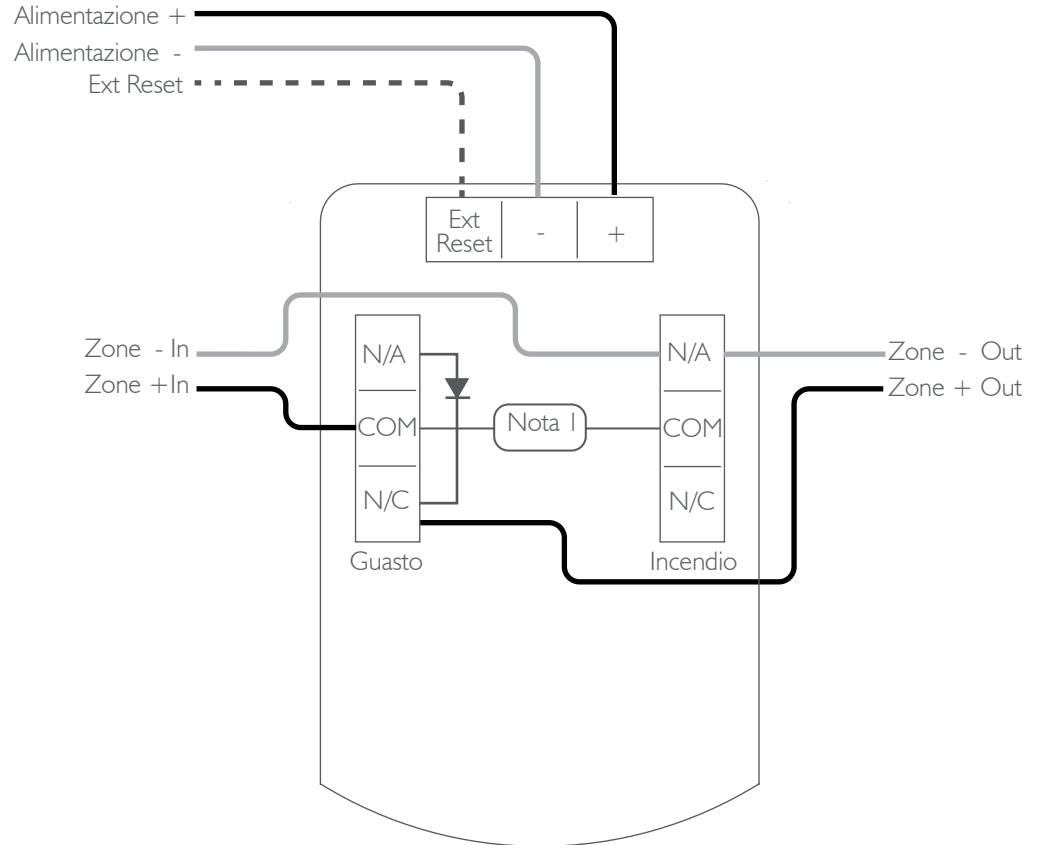 Alimentazione +
Alimentazione -
Ext Reset
Ext
Reset
-
+
Zone - In
Zone +In
N/A
COM
N/C
Guasto
Nota 1
N/A
COM
N/C
Incendio
Zone - Out
Zone + Out